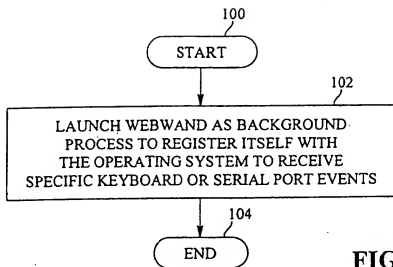 100
START
102
LAUNCH WEBWAND AS BACKGROUND
PROCESS TO REGISTER ITSELF WITH
THE OPERATING SYSTEM TO RECEIVE
SPECIFIC KEYBOARD OR SERIAL PORT EVENTS
104
END
FIG